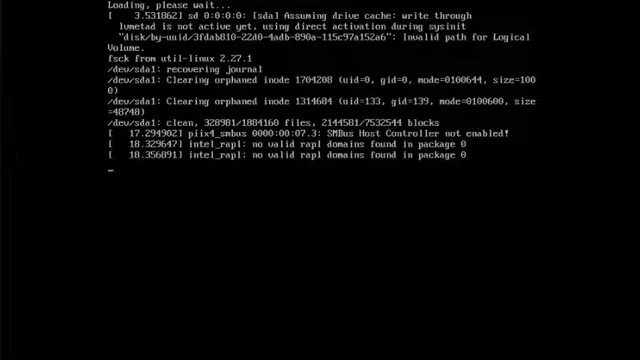 Loading, please wait...
[    3.531862] sd 0:0:0:0: [sda] Assuming drive cache: write through
  lvmetad is not active yet, using direct activation during sysinit
  "disk/by-uuid/3fdab810-22d0-4adb-890a-115c97a152a6": Invalid path for Logical
Volume.
fsck from util-linux 2.27.1
/dev/sda1: recovering journal
/dev/sda1: Clearing orphaned inode 1704208 (uid=0, gid=0, mode=0100644, size=100
0)
/dev/sda1: Clearing orphaned inode 1314684 (uid=133, gid=139, mode=0100600, size
=48748)
/dev/sda1: clean, 328981/1884160 files, 2144581/7532544 blocks
[   17.294902] piix4_smbus 0000:00:07.3: SMBus Host Controller not enabled!
[   18.329647] intel_rapl: no valid rapl domains found in package 0
[   18.356891] intel_rapl: no valid rapl domains found in package 0
_